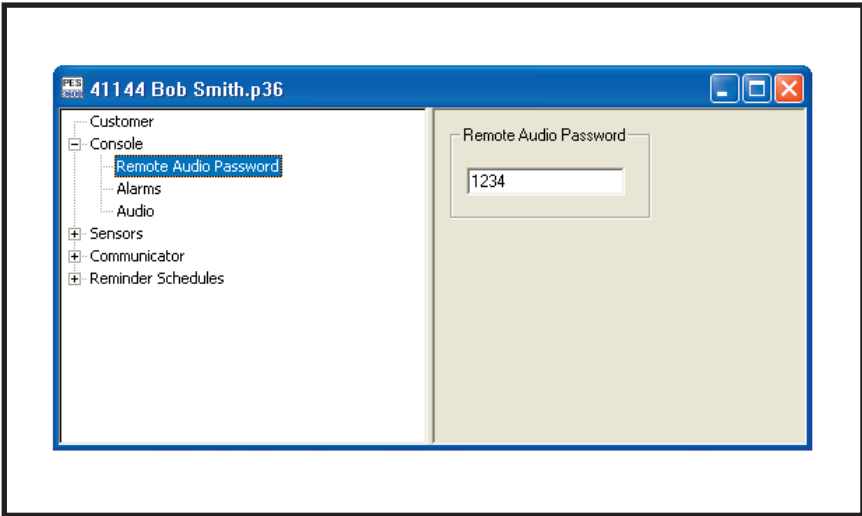 PES
3600
41144 Bob Smith.p36
Customer
Console
Remote Audio Password
Alarms
Audio
Sensors
Communicator
Reminder Schedules
Remote Audio Password
1234